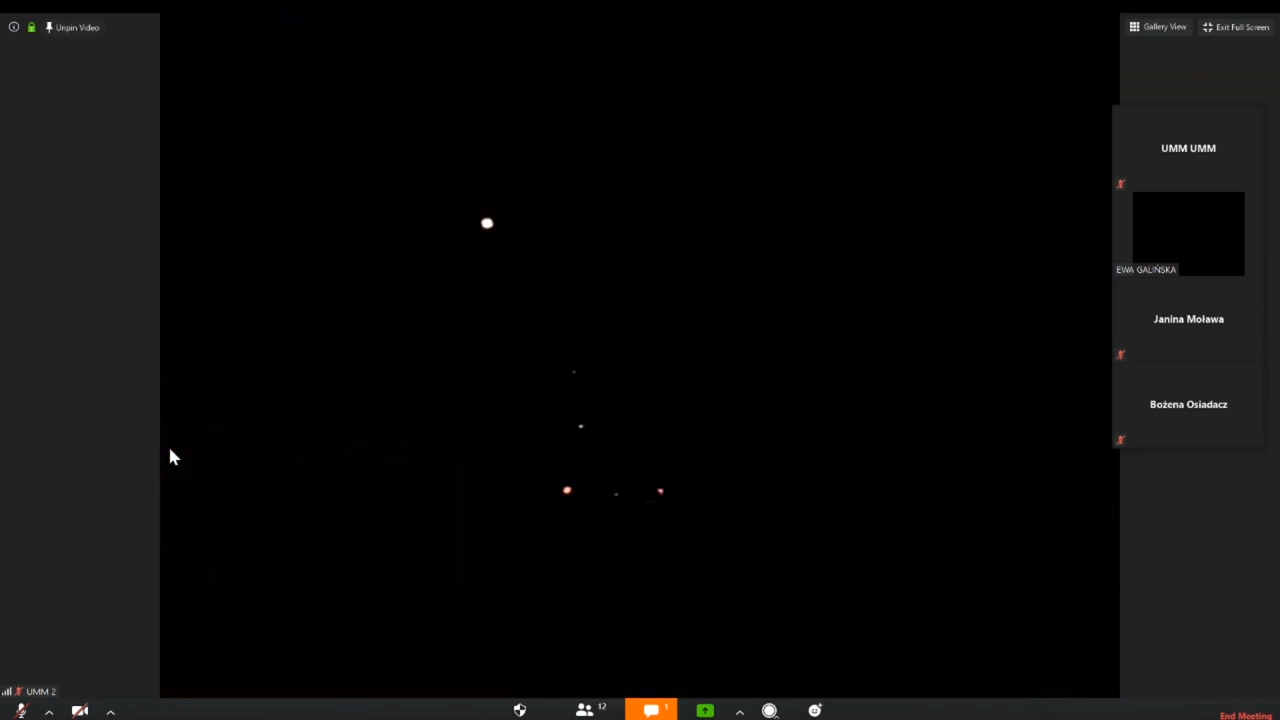 Unpin Video
Gallery View
Exit Full Screen
UMM UMM
EWA GALIŃSKA
Janina Moława
Bożena Osiadacz
UMM 2
12
1
End Meeting